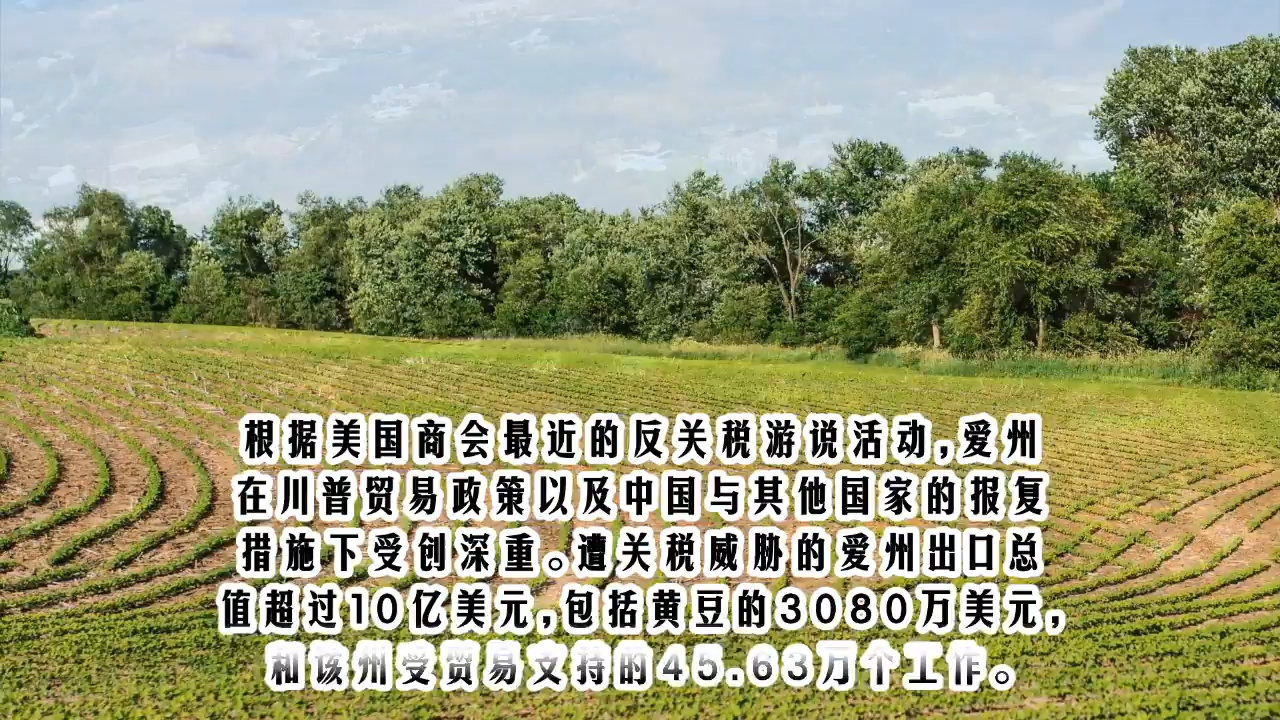 根据美国商会最近的反关税游说活动,爱州
在川普贸易政策以及中国与其他国家的报复
措施下受创深重。遭关税威胁的爱州出口总
值超过10亿美元,包括黄豆的3080万美元,
和该州受贸易支持的45.63万个工作。